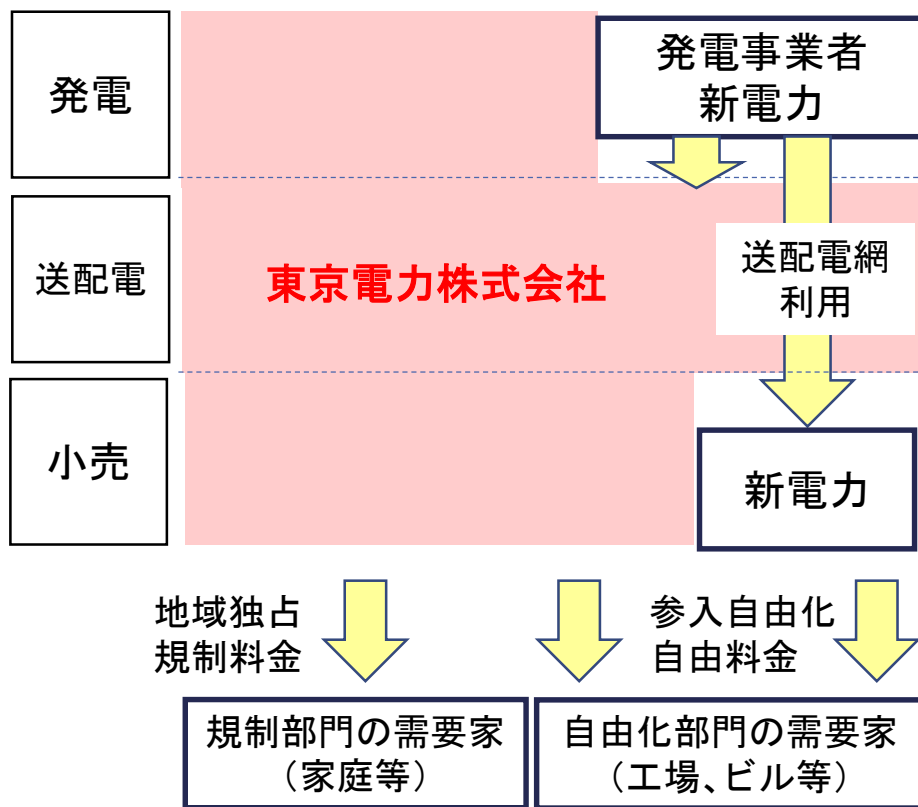 発電
発電事業者
新電力
送配電
東京電力株式会社
送配電網
利用
小売
新電力
地域独占
規制料金
参入自由化
自由料金
規制部門の需要家
（家庭等）
自由化部門の需要家
（工場、ビル等）